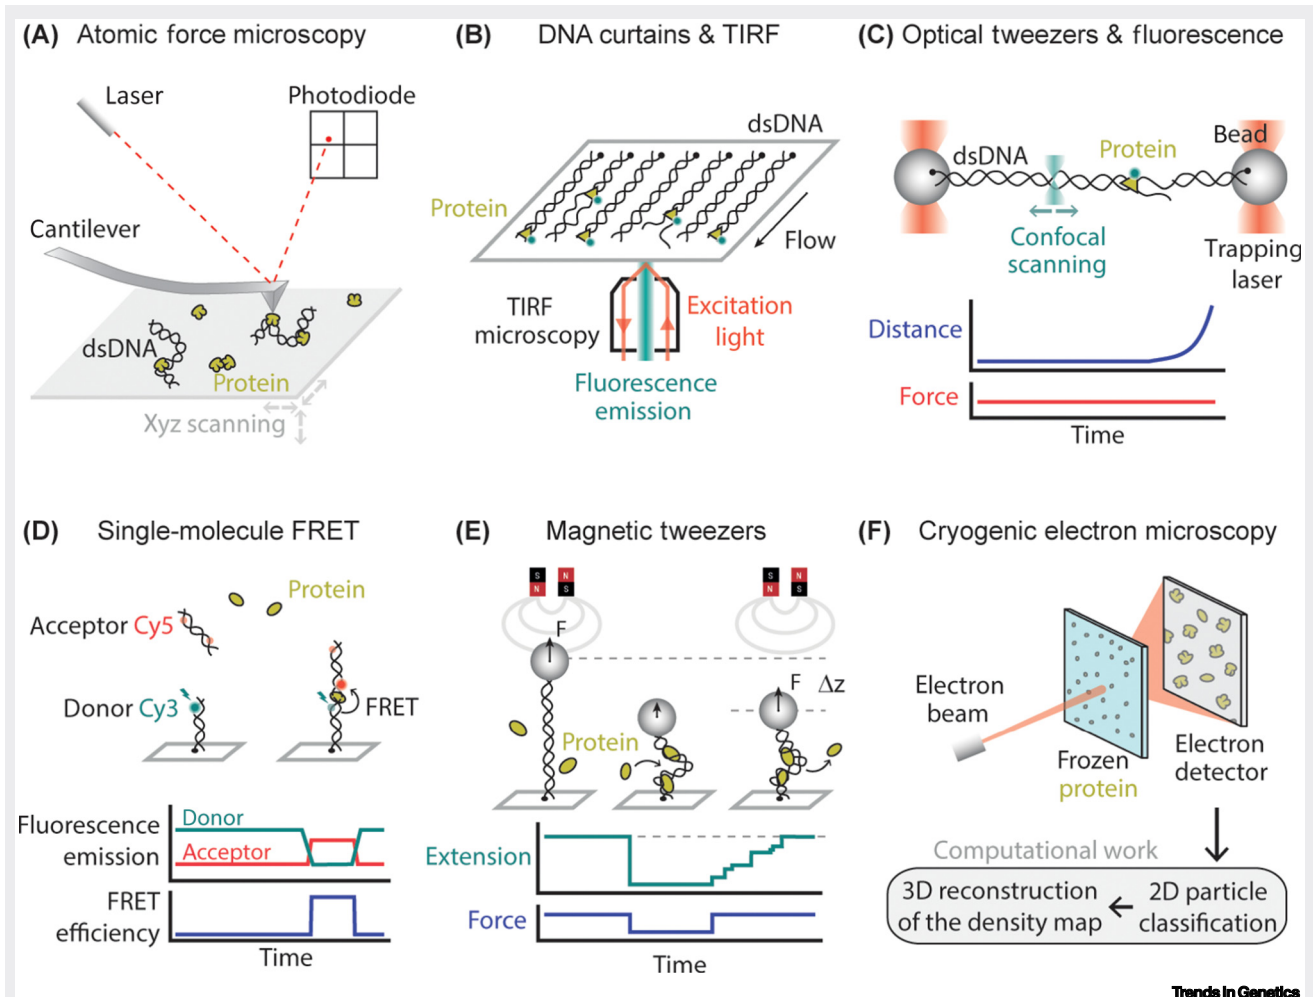 (A) Atomic force microscopy
Laser
Photodiode
Cantilever
dsDNA
Protein
Xyz scanning
(B) DNA curtains & TIRF
dsDNA
Protein
Flow
TIRF
microscopy
Excitation
light
Fluorescence
emission
(C) Optical tweezers & fluorescence
Bead
dsDNA
Protein
Confocal
scanning
Trapping
laser
Distance
Force
Time
(D) Single-molecule FRET
Protein
Acceptor Cy5
Donor Cy3
FRET
Fluorescence
emission
Donor
Acceptor
FRET
efficiency
Time
(E) Magnetic tweezers
S N
N S
S N
N S
F
F Δz
Protein
Extension
Force
Time
(F) Cryogenic electron microscopy
Electron
beam
Frozen
protein
Electron
detector
Computational work
3D reconstruction
of the density map
2D particle
classification
Trends in Genetics